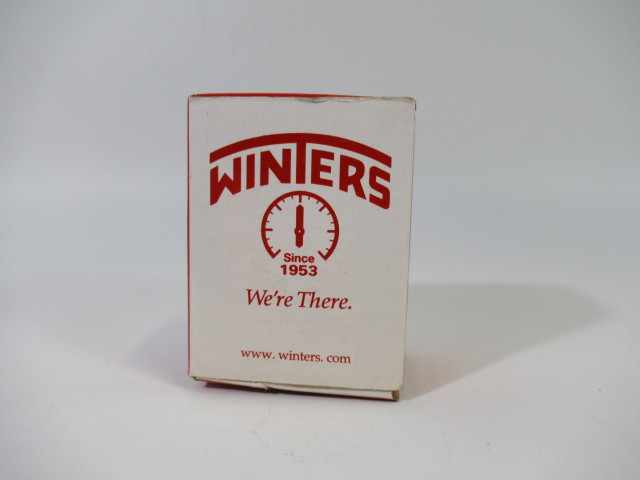 WINTERS
Since
1953
We're There.
www. winters. com